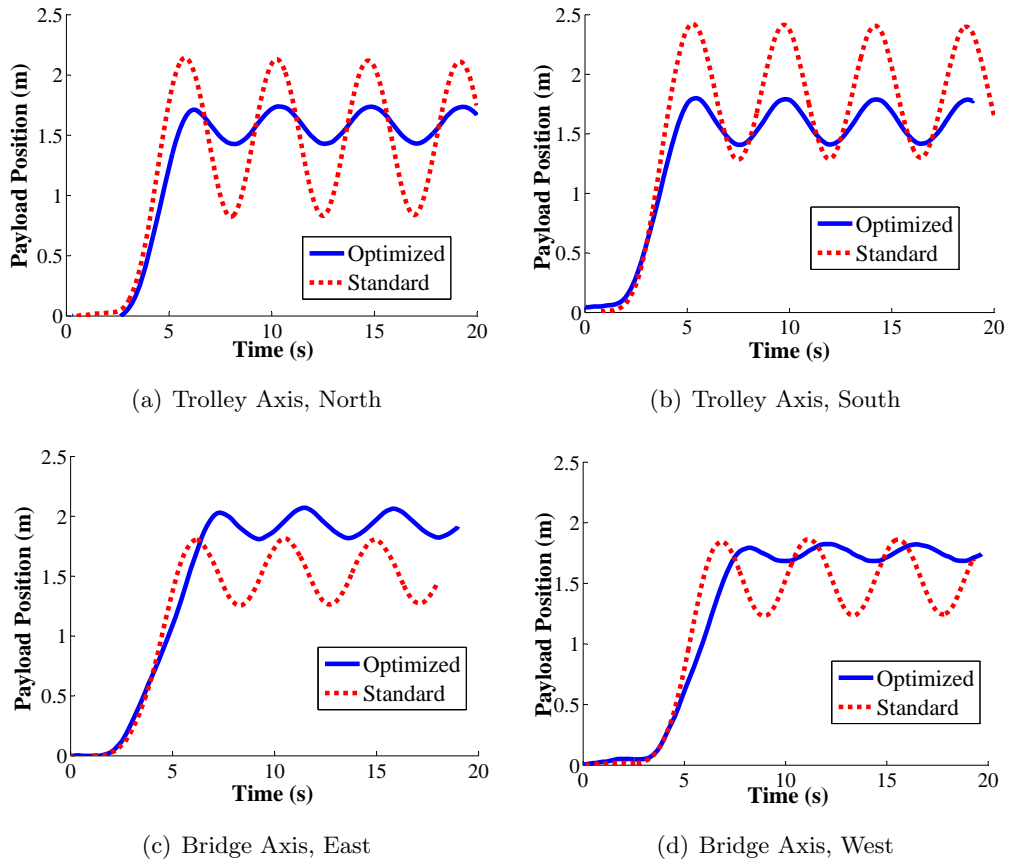 2.5
2
1.5
1
0.5
0
Payload Position (m)
0 5 10 15 20
Time (s)
Optimized
Standard
(a) Trolley Axis, North
2.5
2
1.5
1
0.5
0
Payload Position (m)
0 5 10 15 20
Time (s)
Optimized
Standard
(b) Trolley Axis, South
2.5
2
1.5
1
0.5
0
Payload Position (m)
0 5 10 15 20
Time (s)
Optimized
Standard
(c) Bridge Axis, East
2.5
2
1.5
1
0.5
0
Payload Position (m)
0 5 10 15 20
Time (s)
Optimized
Standard
(d) Bridge Axis, West